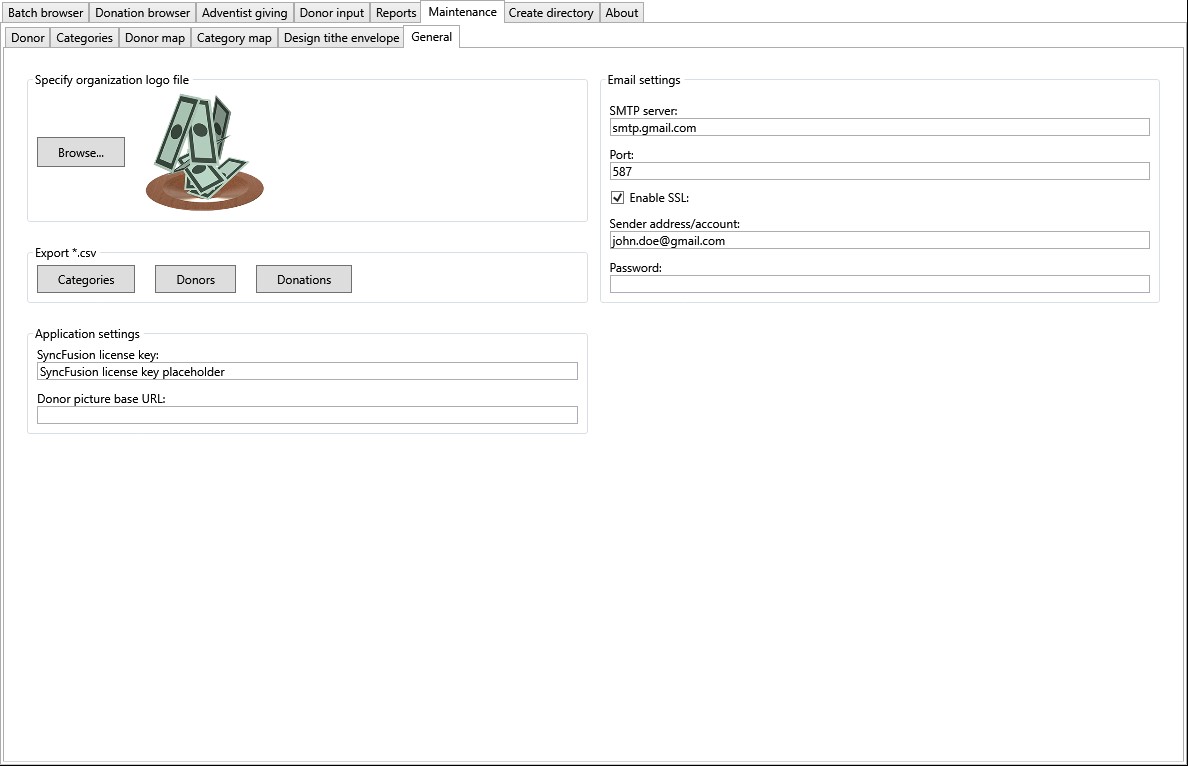 Batch browser Donation browser Adventist giving Donor input Reports Maintenance Create directory About
Donor Categories Donor map Category map Design tithe envelope General
Specify organization logo file
Browse...
Export *.csv
Categories Donors Donations
Application settings
SyncFusion license key:
SyncFusion license key placeholder
Donor picture base URL:
Email settings
SMTP server:
smtp.gmail.com
Port:
587
Enable SSL:
Sender address/account:
john.doe@gmail.com
Password: